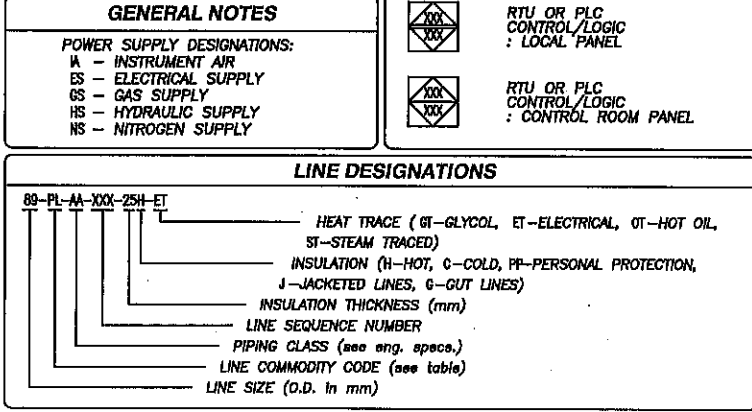 GENERAL NOTES
POWER SUPPLY DESIGNATIONS:
IA – INSTRUMENT AIR
ES – ELECTRICAL SUPPLY
GS – GAS SUPPLY
HS – HYDRAULIC SUPPLY
NS – NITROGEN SUPPLY
XXX
XXX
RTU OR PLC
CONTROL/LOGIC
: LOCAL PANEL
XXX
XXX
RTU OR PLC
CONTROL/LOGIC
: CONTROL ROOM PANEL
LINE DESIGNATIONS
89-PL-AA-XXX-25H-ET
HEAT TRACE (GT-GLYCOL, ET-ELECTRICAL, OT-HOT OIL,
ST-STEAM TRACED)
INSULATION (H-HOT, C-COLD, PP-PERSONAL PROTECTION,
J-JACKETED LINES, G-GUT LINES)
INSULATION THICKNESS (mm)
LINE SEQUENCE NUMBER
PIPING CLASS (see eng. specs.)
LINE COMMODITY CODE (see table)
LINE SIZE (O.D. in mm)